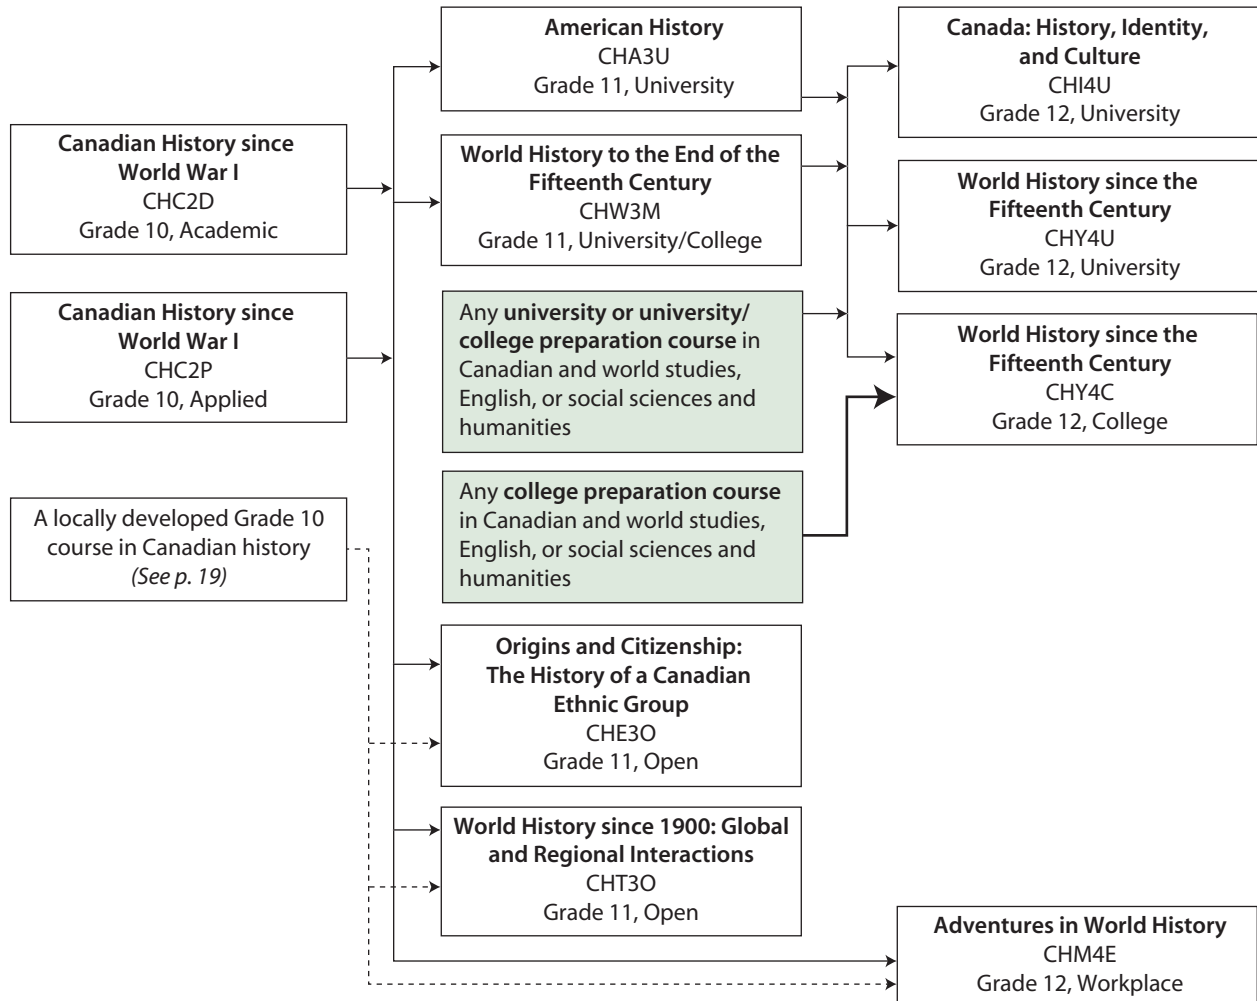 American History
CHA3U
Grade 11, University
Canada: History, Identity,
and Culture
CHI4U
Grade 12, University
Canadian History since
World War I
CHC2D
Grade 10, Academic
World History to the End of the
Fifteenth Century
CHW3M
Grade 11, University/College
World History since the
Fifteenth Century
CHY4U
Grade 12, University
Canadian History since
World War I
CHC2P
Grade 10, Applied
Any university or university/
college preparation course in
Canadian and world studies,
English, or social sciences and
humanities
World History since the
Fifteenth Century
CHY4C
Grade 12, College
A locally developed Grade 10
course in Canadian history
(See p. 19)
Any college preparation course
in Canadian and world studies,
English, or social sciences and
humanities
Origins and Citizenship:
The History of a Canadian
Ethnic Group
CHE3O
Grade 11, Open
World History since 1900: Global
and Regional Interactions
CHT3O
Grade 11, Open
Adventures in World History
CHM4E
Grade 12, Workplace